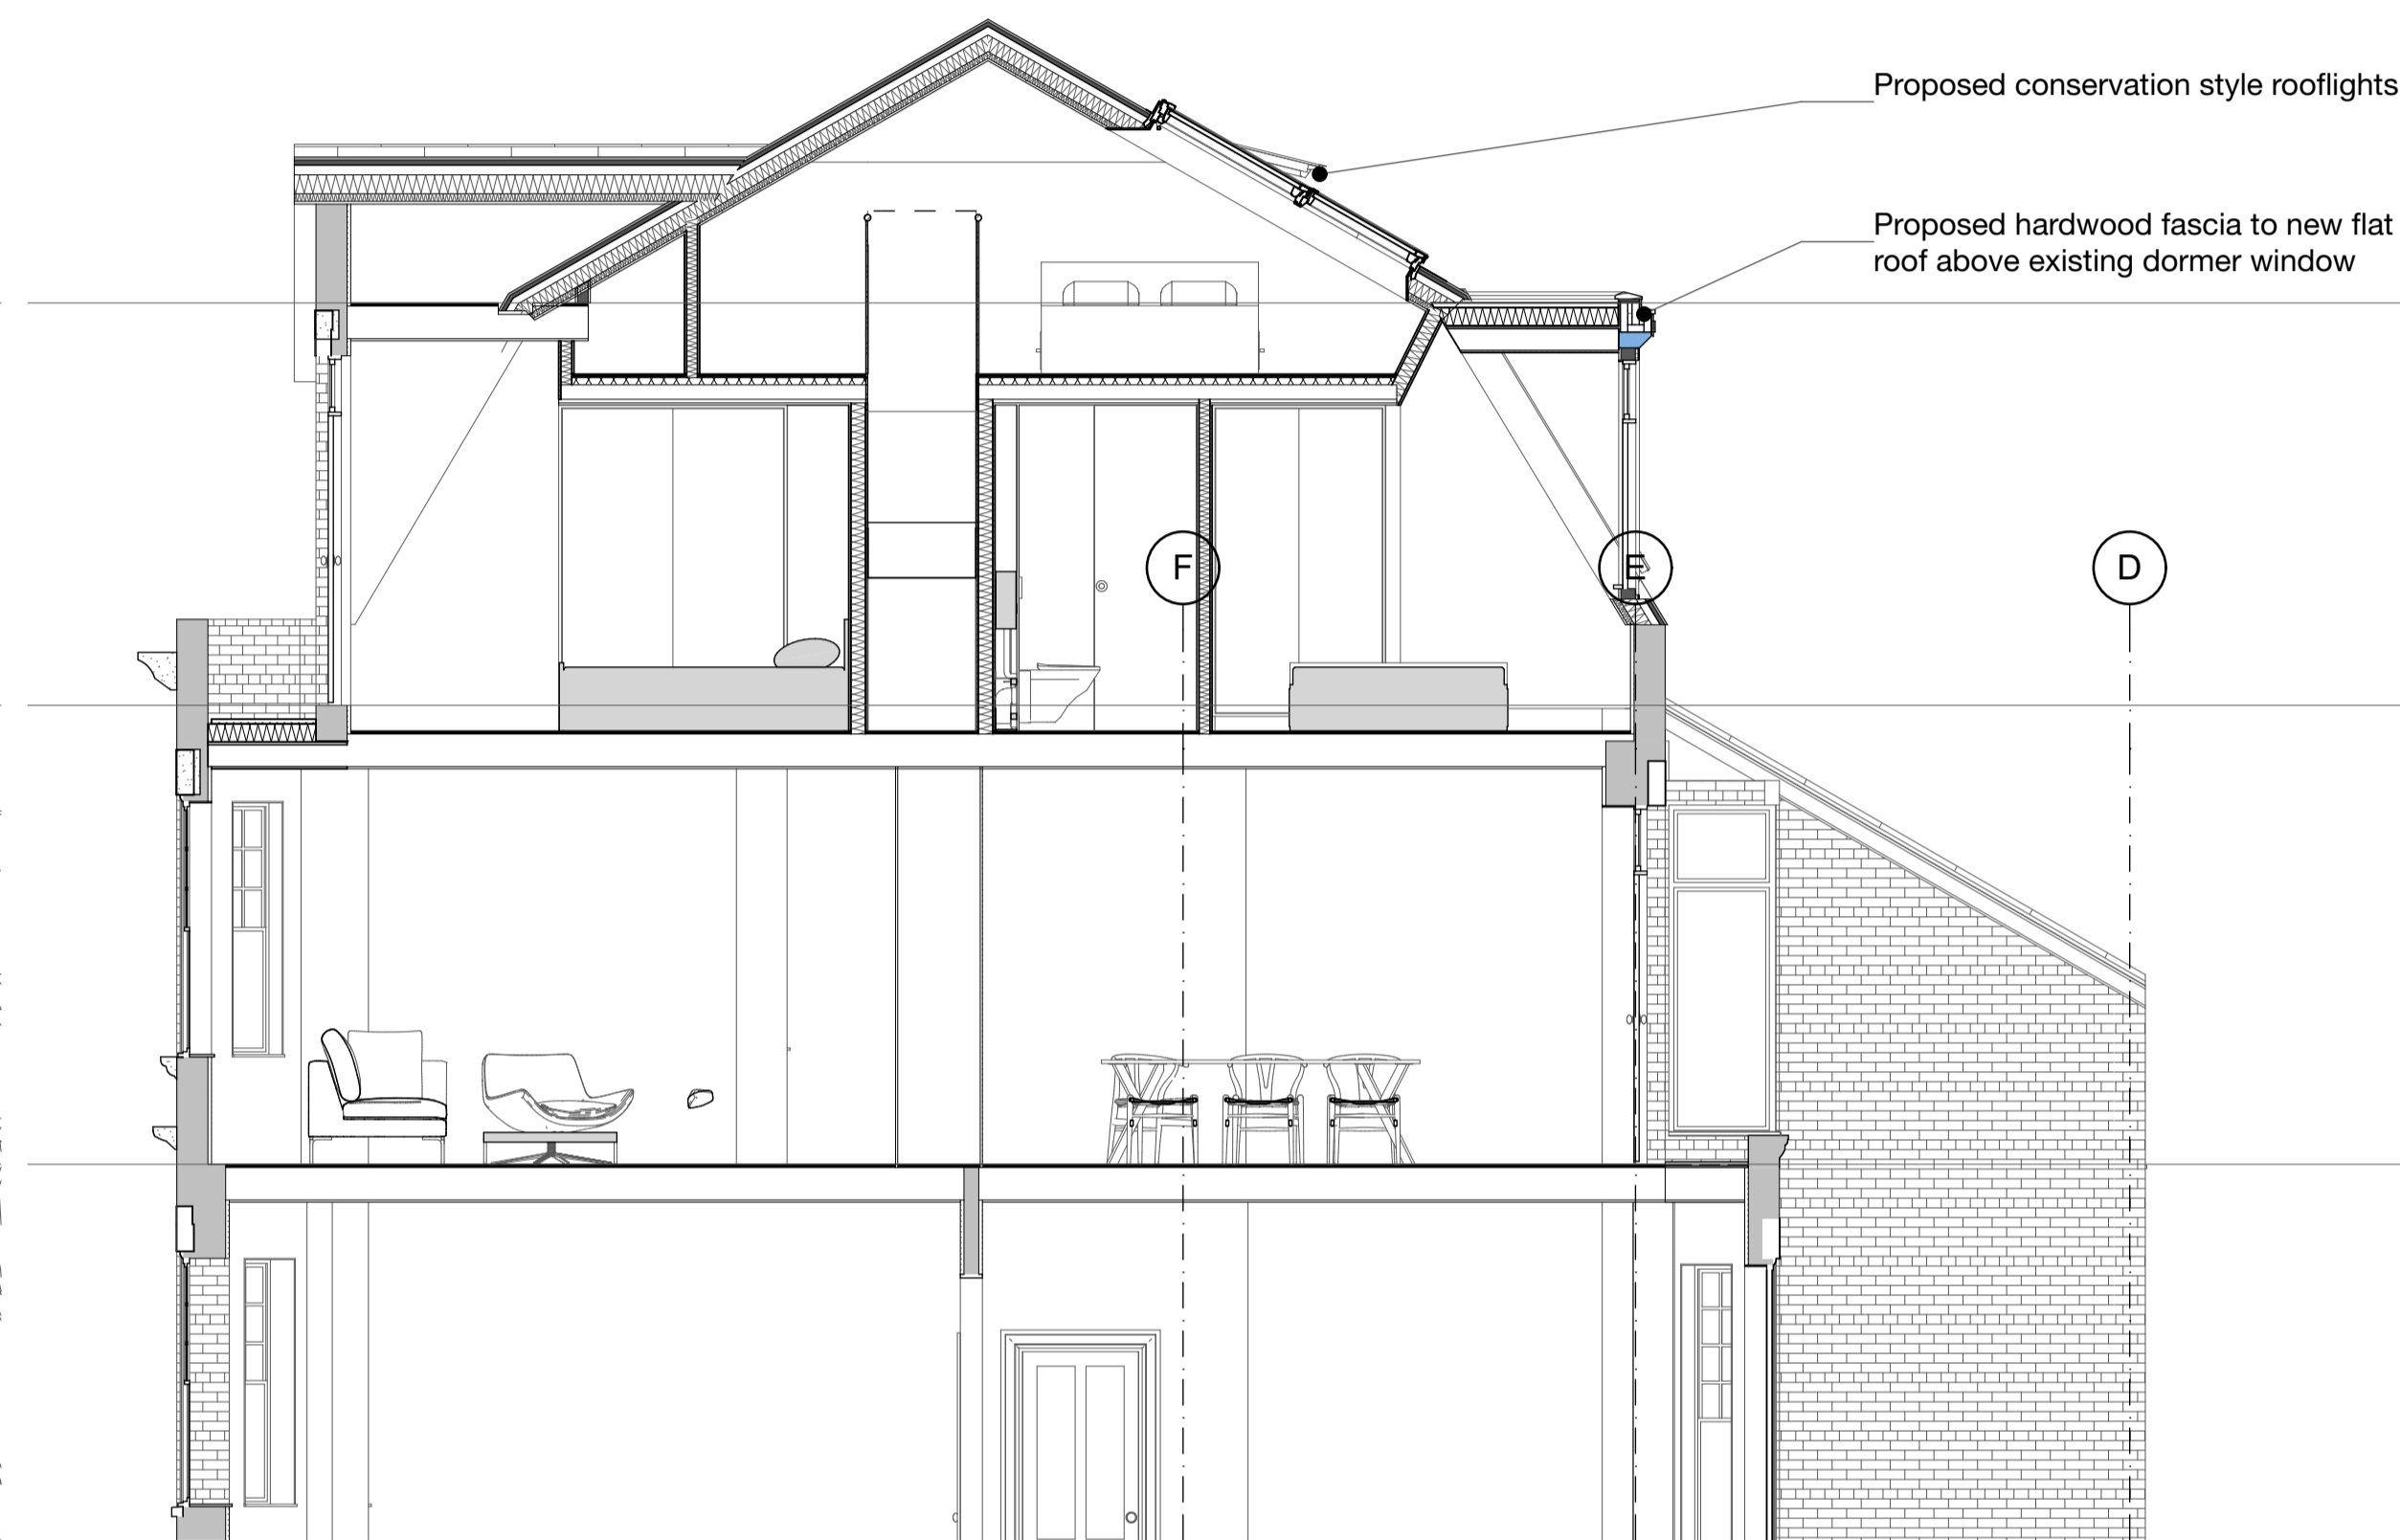 Proposed conservation style rooflights
Proposed hardwood fascia to new flat
roof above existing dormer window
F
E
D